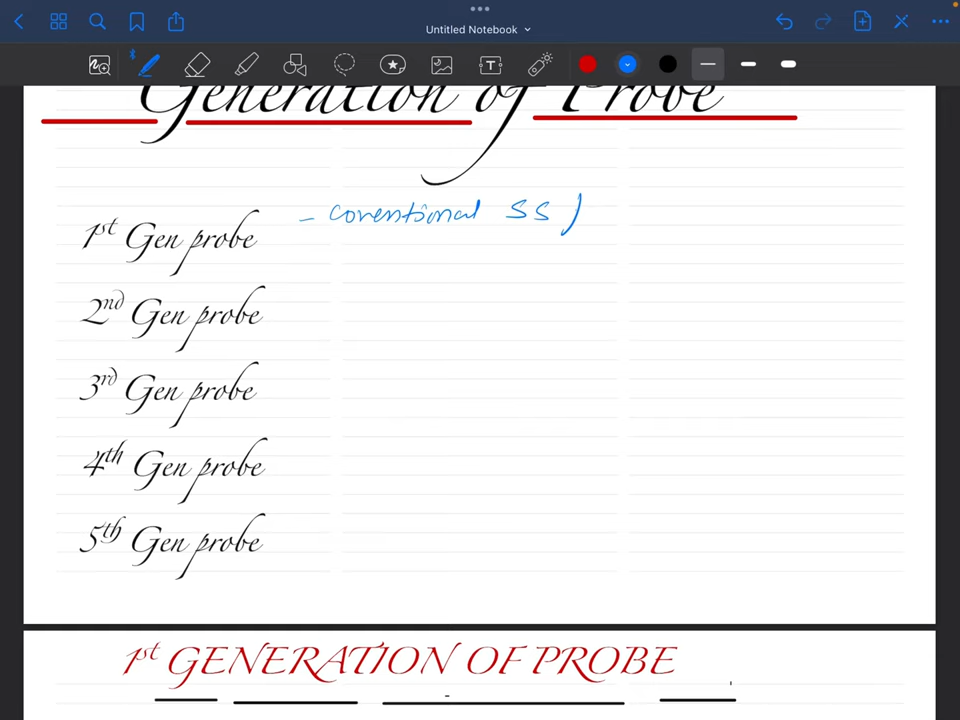 Untitled Notebook
Generation of Probe
- conventional SS )
1st Gen probe
2nd Gen probe
3rd Gen probe
4th Gen probe
5th Gen probe
1st GENERATION OF PROBE